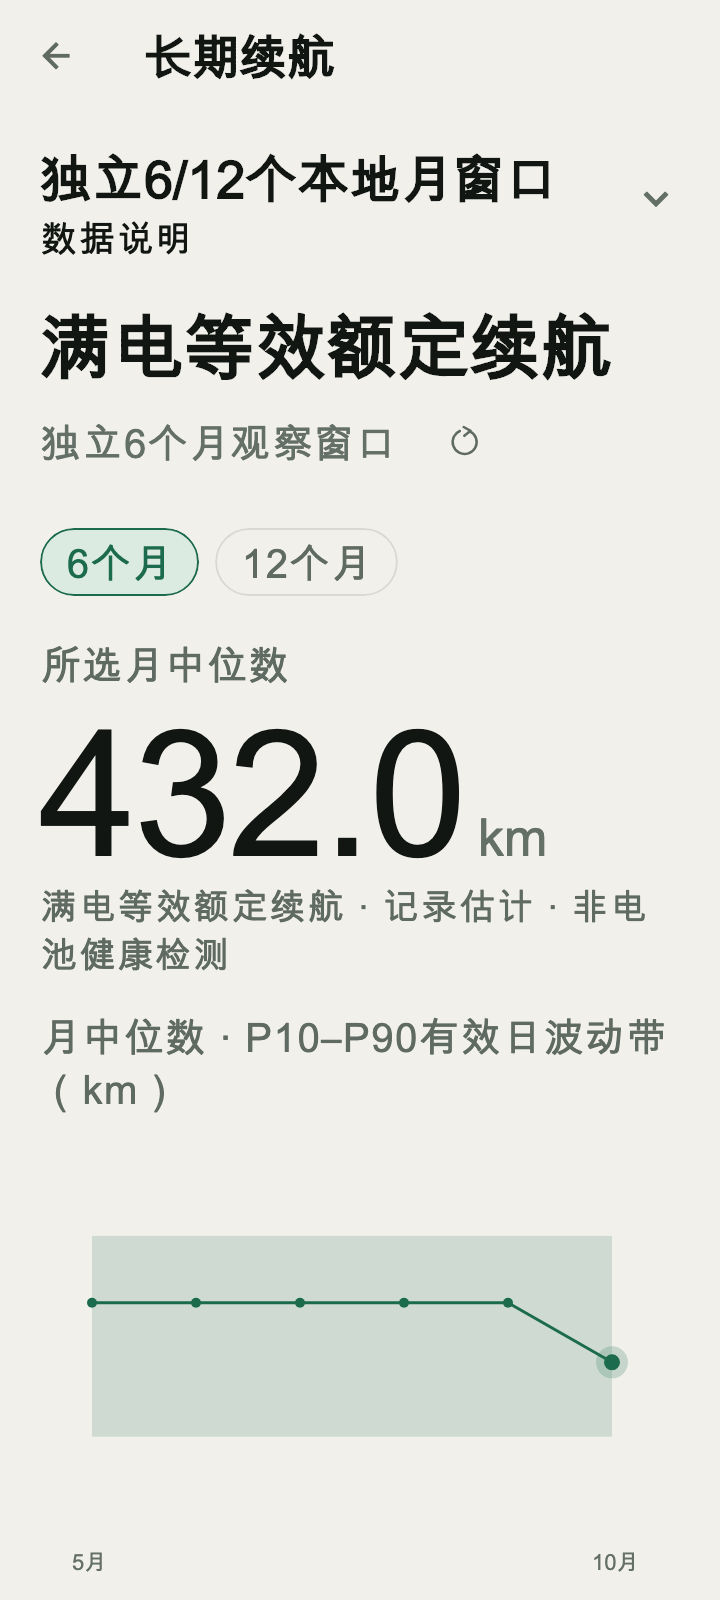 长期续航
独立6/12个本地月窗口
数据说明
满电等效额定续航
独立6个月观察窗口
6个月
12个月
所选月中位数
432.0 km
满电等效额定续航 · 记录估计 · 非电
池健康检测
月中位数 · P10–P90有效日波动带
（km）
5月
10月